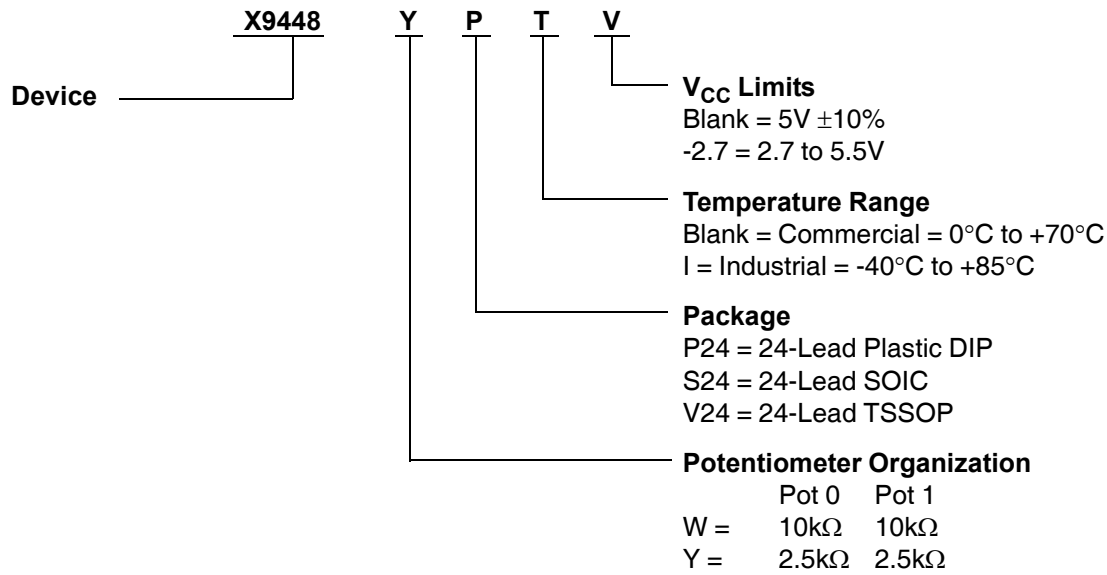 X9448 Y P T V
Device
VCC Limits
Blank = 5V ±10%
-2.7 = 2.7 to 5.5V
Temperature Range
Blank = Commercial = 0°C to +70°C
I = Industrial = -40°C to +85°C
Package
P24 = 24-Lead Plastic DIP
S24 = 24-Lead SOIC
V24 = 24-Lead TSSOP
Potentiometer Organization
Pot 0 Pot 1
W = 10kΩ 10kΩ
Y = 2.5kΩ 2.5kΩ